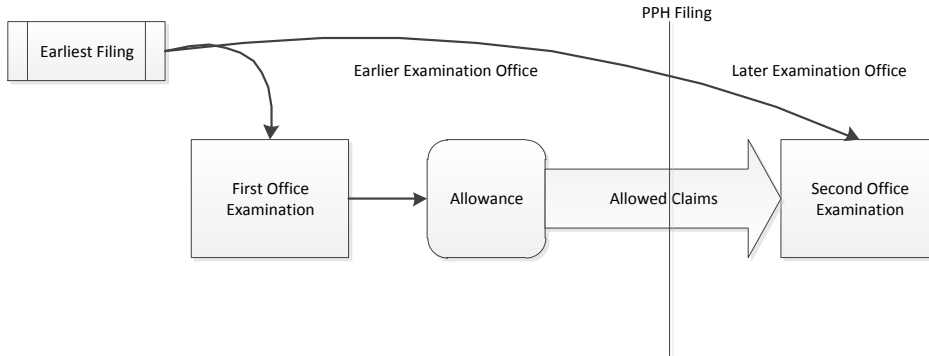 PPH Filing
Earliest Filing
Earlier Examination Office
Later Examination Office
First Office
Examination
Allowance
Allowed Claims
Second Office
Examination